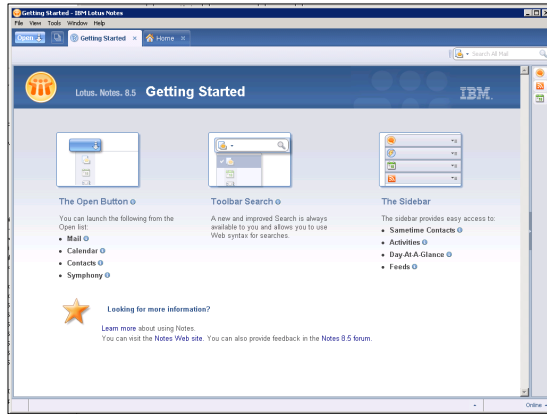 Getting Started - IBM Lotus Notes
File View Tools Window Help
Open
Getting Started
Home
Search All Mail
Lotus. Notes. 8.5 Getting Started
IBM.
The Open Button
You can launch the following from the
Open list:
• Mail
• Calendar
• Contacts
• Symphony
Toolbar Search
A new and improved Search is always
available to you and allows you to use
Web syntax for searches.
The Sidebar
The sidebar provides easy access to:
• Sametime Contacts
• Activities
• Day-At-A-Glance
• Feeds
Looking for more information?
Learn more about using Notes.
You can visit the Notes Web site. You can also provide feedback in the Notes 8.5 forum.
Online